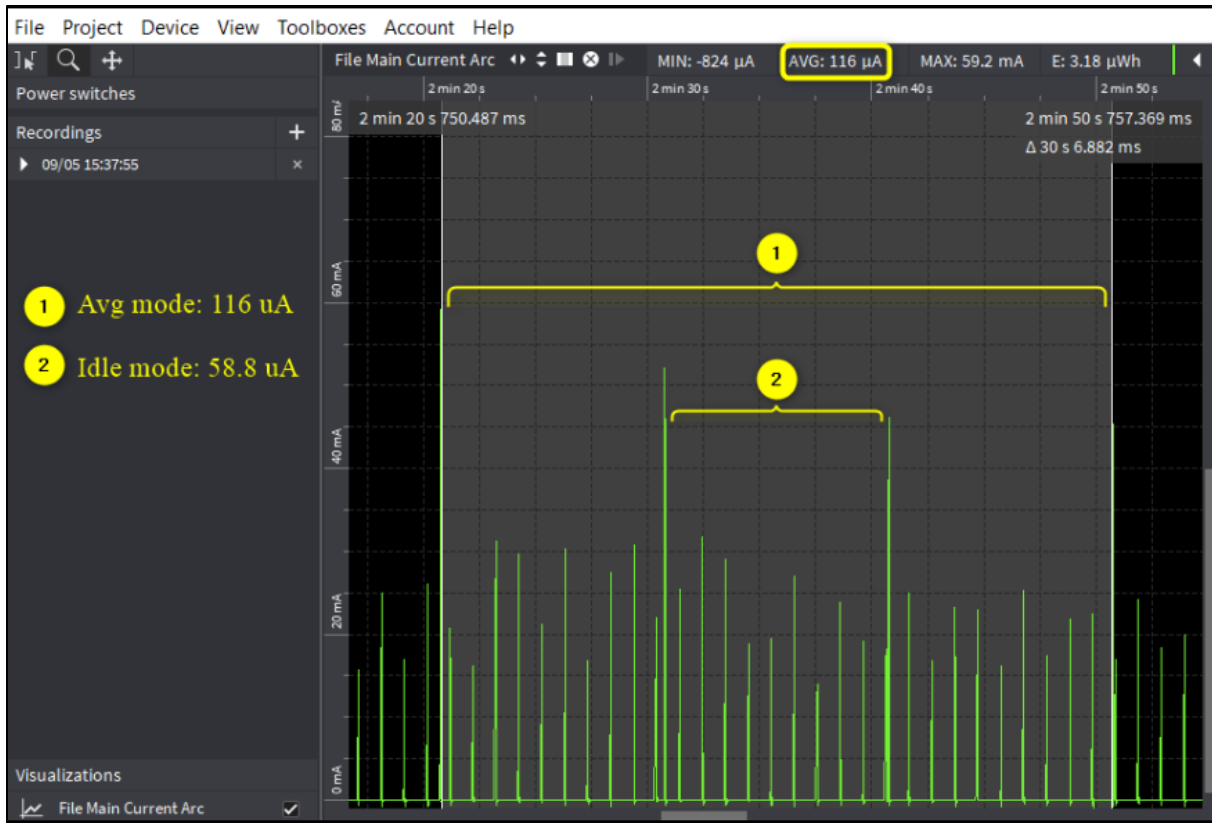 File Project Device View Toolboxes Account Help
File Main Current Arc MIN: -824 µA AVG: 116 µA MAX: 59.2 mA E: 3.18 µWh
Power switches
2 min 20 s 2 min 30 s 2 min 40 s 2 min 50 s
Recordings +
80 m
2 min 20 s 750.487 ms 2 min 50 s 757.369 ms
Δ 30 s 6.882 ms
09/05 15:37:55 ×
1
60 mA
1 Avg mode: 116 uA
2 Idle mode: 58.8 uA
2
40 mA
20 mA
0 mA
Visualizations
File Main Current Arc